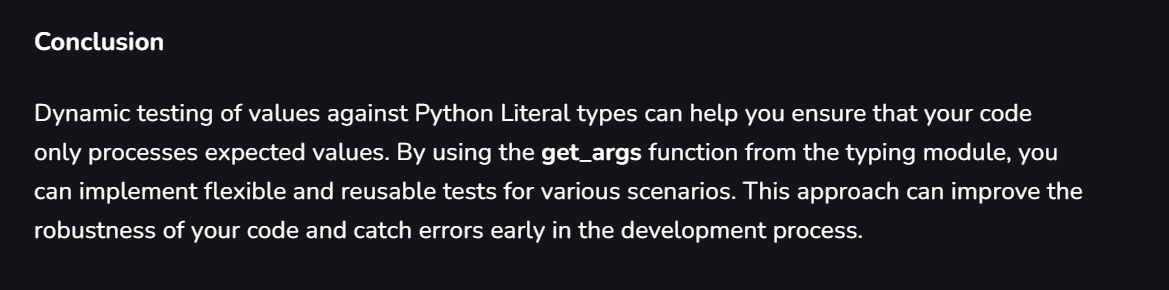 Conclusion
Dynamic testing of values against Python Literal types can help you ensure that your code
only processes expected values. By using the get_args function from the typing module, you
can implement flexible and reusable tests for various scenarios. This approach can improve the
robustness of your code and catch errors early in the development process.